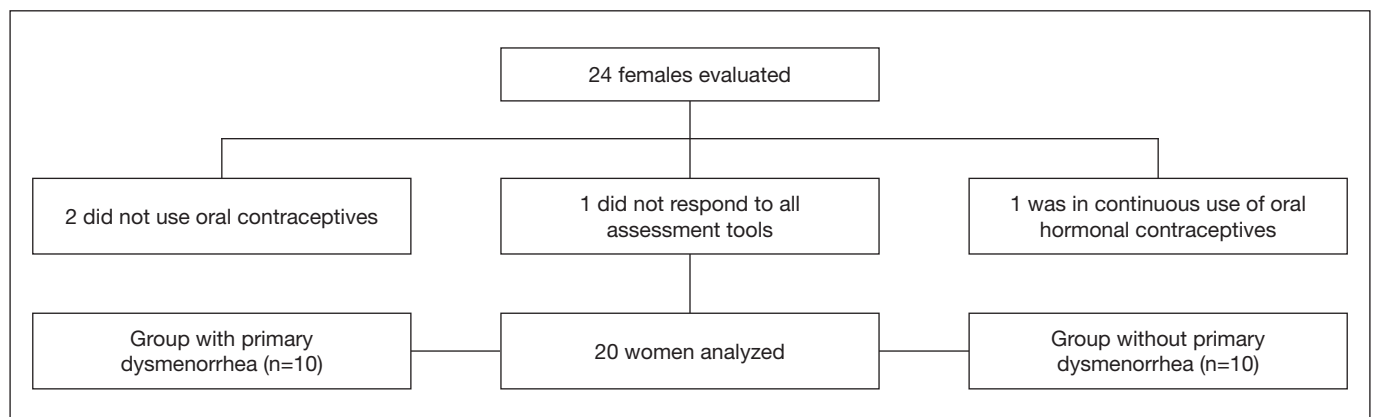 24 females evaluated
2 did not use oral contraceptives
1 did not respond to all
assessment tools
1 was in continuous use of oral
hormonal contraceptives
Group with primary
dysmenorrhea (n=10)
20 women analyzed
Group without primary
dysmenorrhea (n=10)